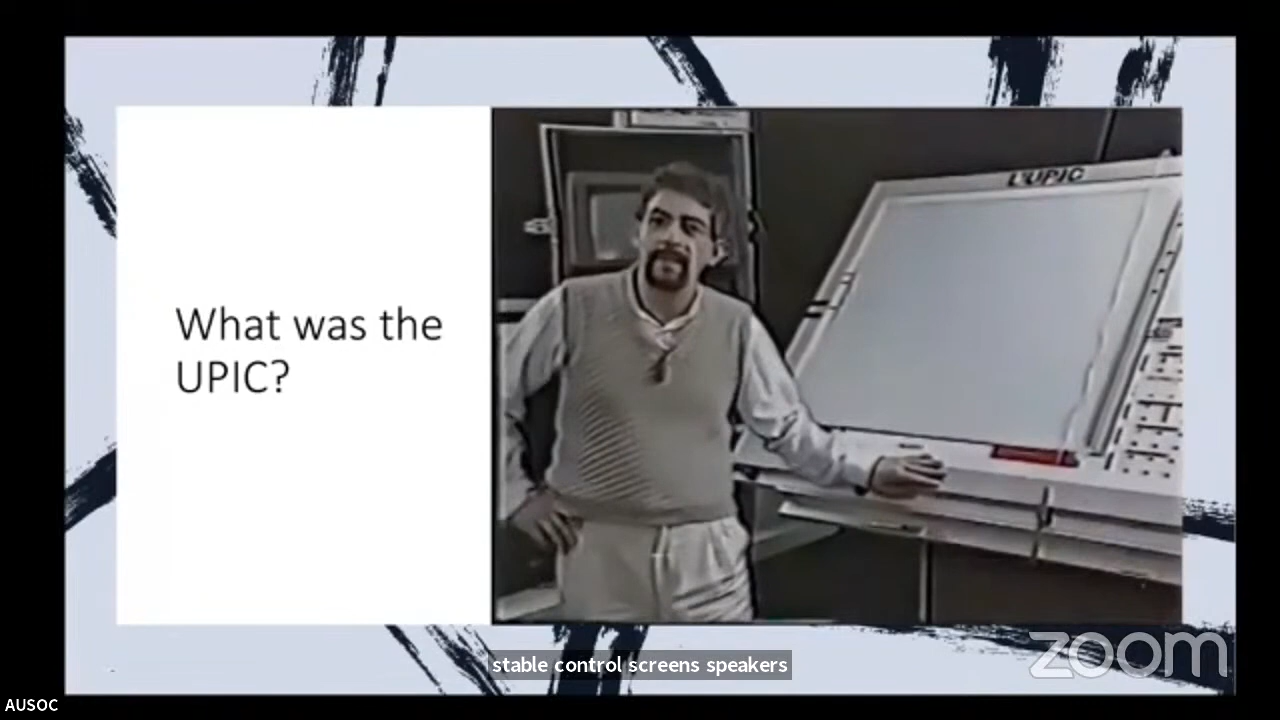 L'UPIC
What was the
UPIC?
stable control screens speakers
zoom
AUSOC